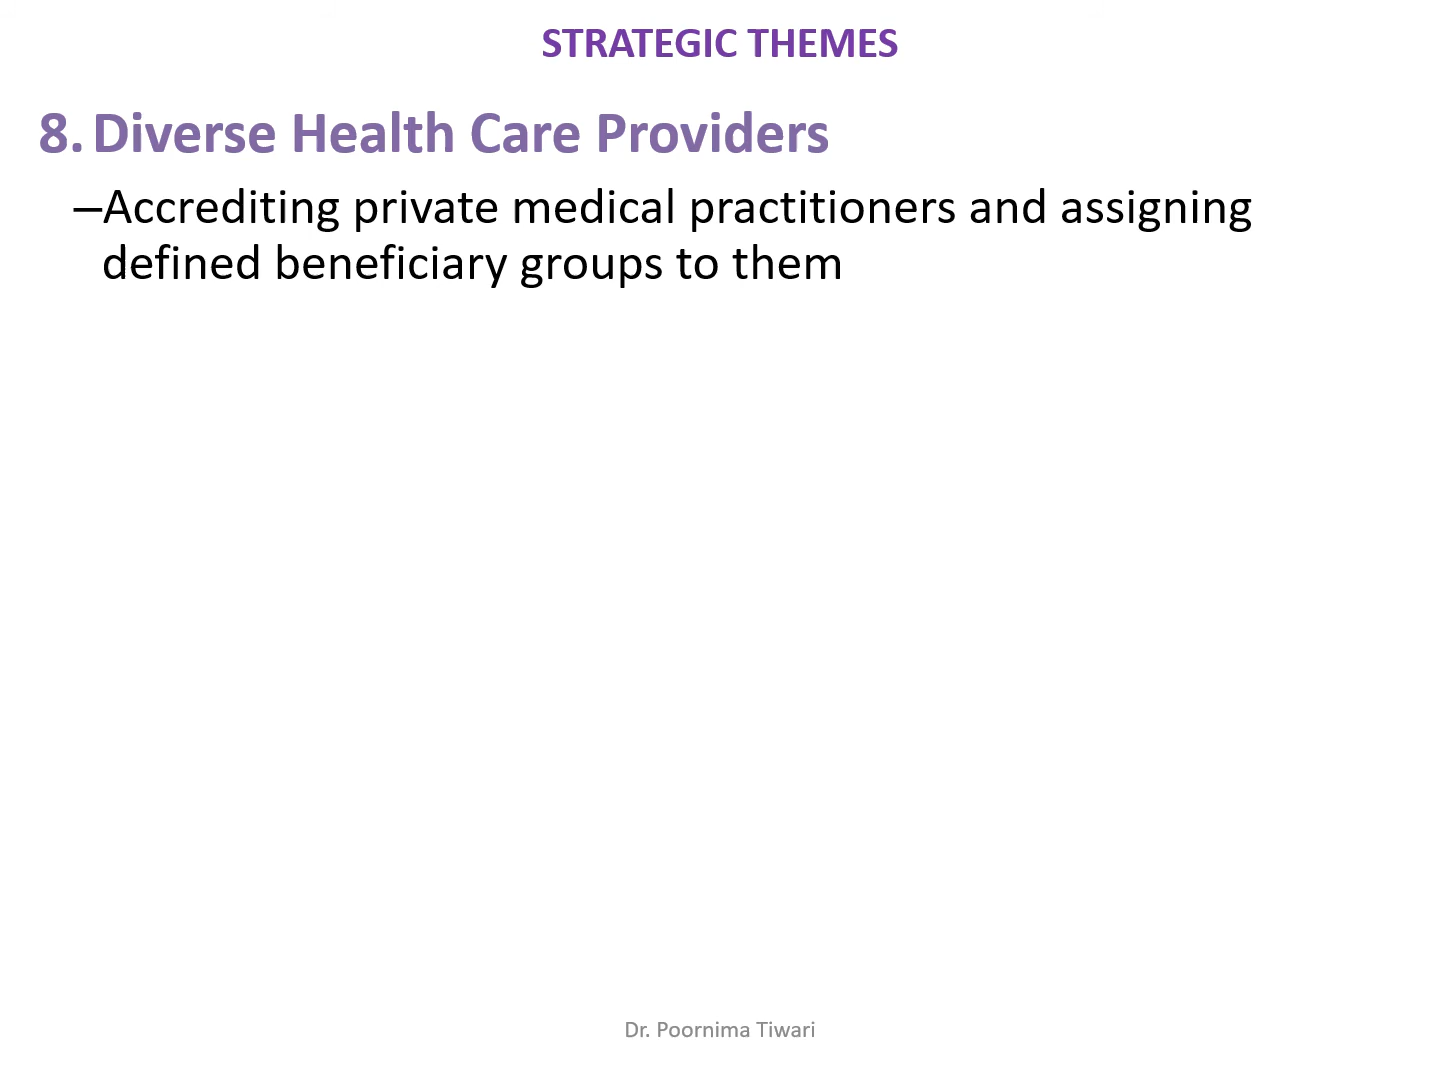 STRATEGIC THEMES
8. Diverse Health Care Providers
–Accrediting private medical practitioners and assigning
defined beneficiary groups to them
Dr. Poornima Tiwari